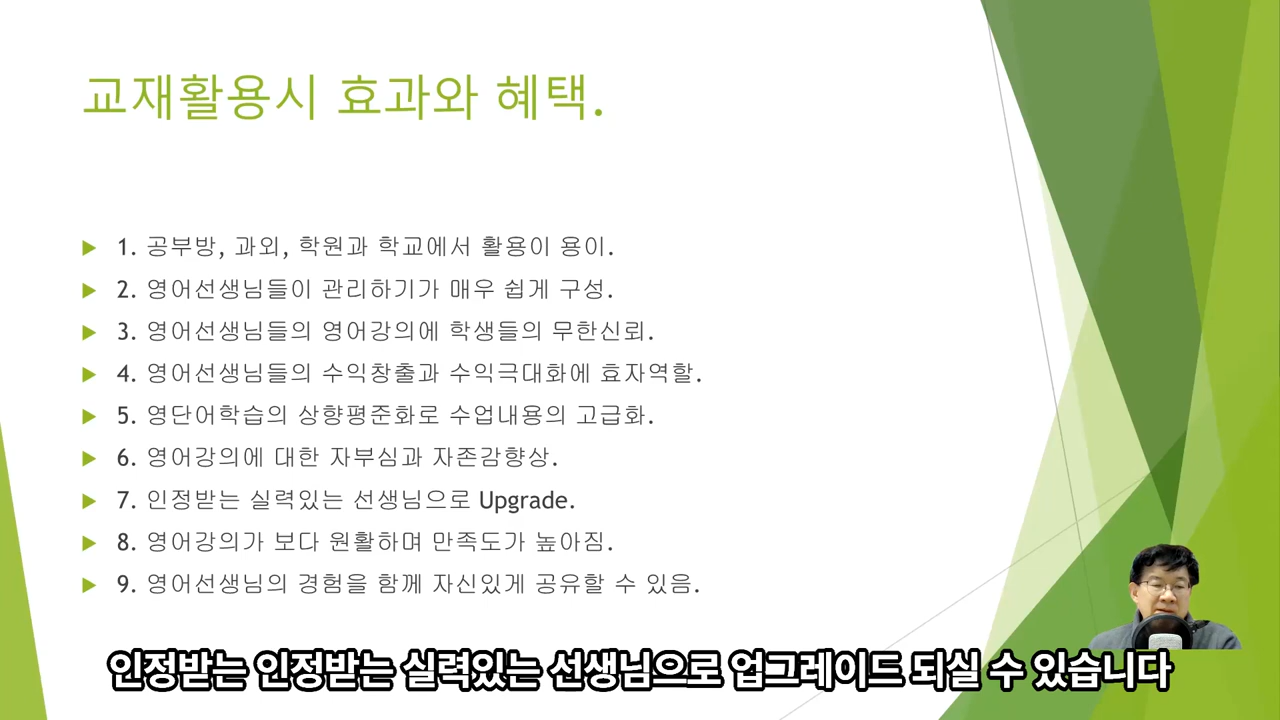 교재활용시 효과와 혜택.
1. 공부방, 과외, 학원과 학교에서 활용이 용이.
2. 영어선생님들이 관리하기가 매우 쉽게 구성.
3. 영어선생님들의 영어강의에 학생들의 무한신뢰.
4. 영어선생님들의 수익창출과 수익극대화에 효자역할.
5. 영단어학습의 상향평준화로 수업내용의 고급화.
6. 영어강의에 대한 자부심과 자존감향상.
7. 인정받는 실력있는 선생님으로 Upgrade.
8. 영어강의가 보다 원활하며 만족도가 높아짐.
9. 영어선생님의 경험을 함께 자신있게 공유할 수 있음.
인정받는 인정받는 실력있는 선생님으로 업그레이드 되실 수 있습니다